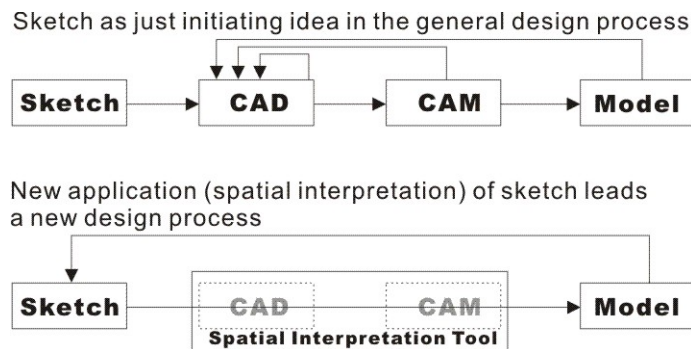 Sketch as just initiating idea in the general design process
Sketch CAD CAM Model
New application (spatial interpretation) of sketch leads
a new design process
Sketch CAD CAM Model
Spatial Interpretation Tool